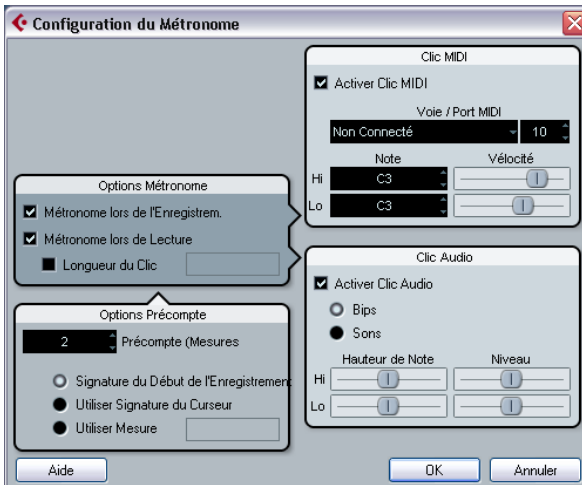 Configuration du Métronome
Clic MIDI
Activer Clic MIDI
Voie / Port MIDI
Non Connecté 10
Note Vélocité
Hi C3
Lo C3
Options Métronome
Métronome lors de l'Enregistrem.
Métronome lors de Lecture
Longueur du Clic
Options Précompte
2 Précompte (Mesures
Signature du Début de l'Enregistrement
Utiliser Signature du Curseur
Utiliser Mesure
Clic Audio
Activer Clic Audio
Bips
Sons
Hauteur de Note Niveau
Hi
Lo
Aide OK Annuler